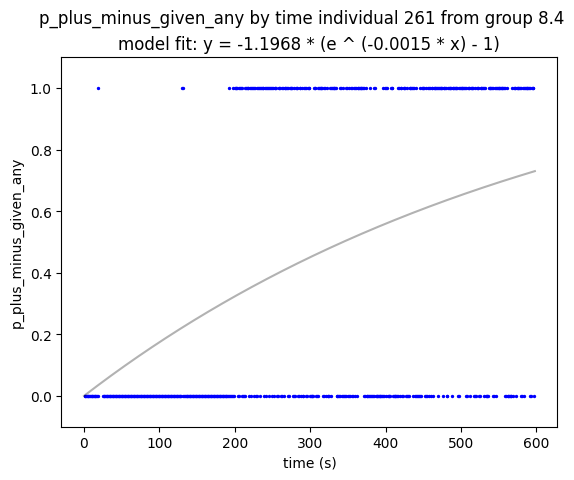 p_plus_minus_given_any by time individual 261 from group 8.4
model fit: y = -1.1968 * (e ^ (-0.0015 * x) - 1)
1.0
0.8
0.6
0.4
0.2
0.0
p_plus_minus_given_any
0 100 200 300 400 500 600
time (s)